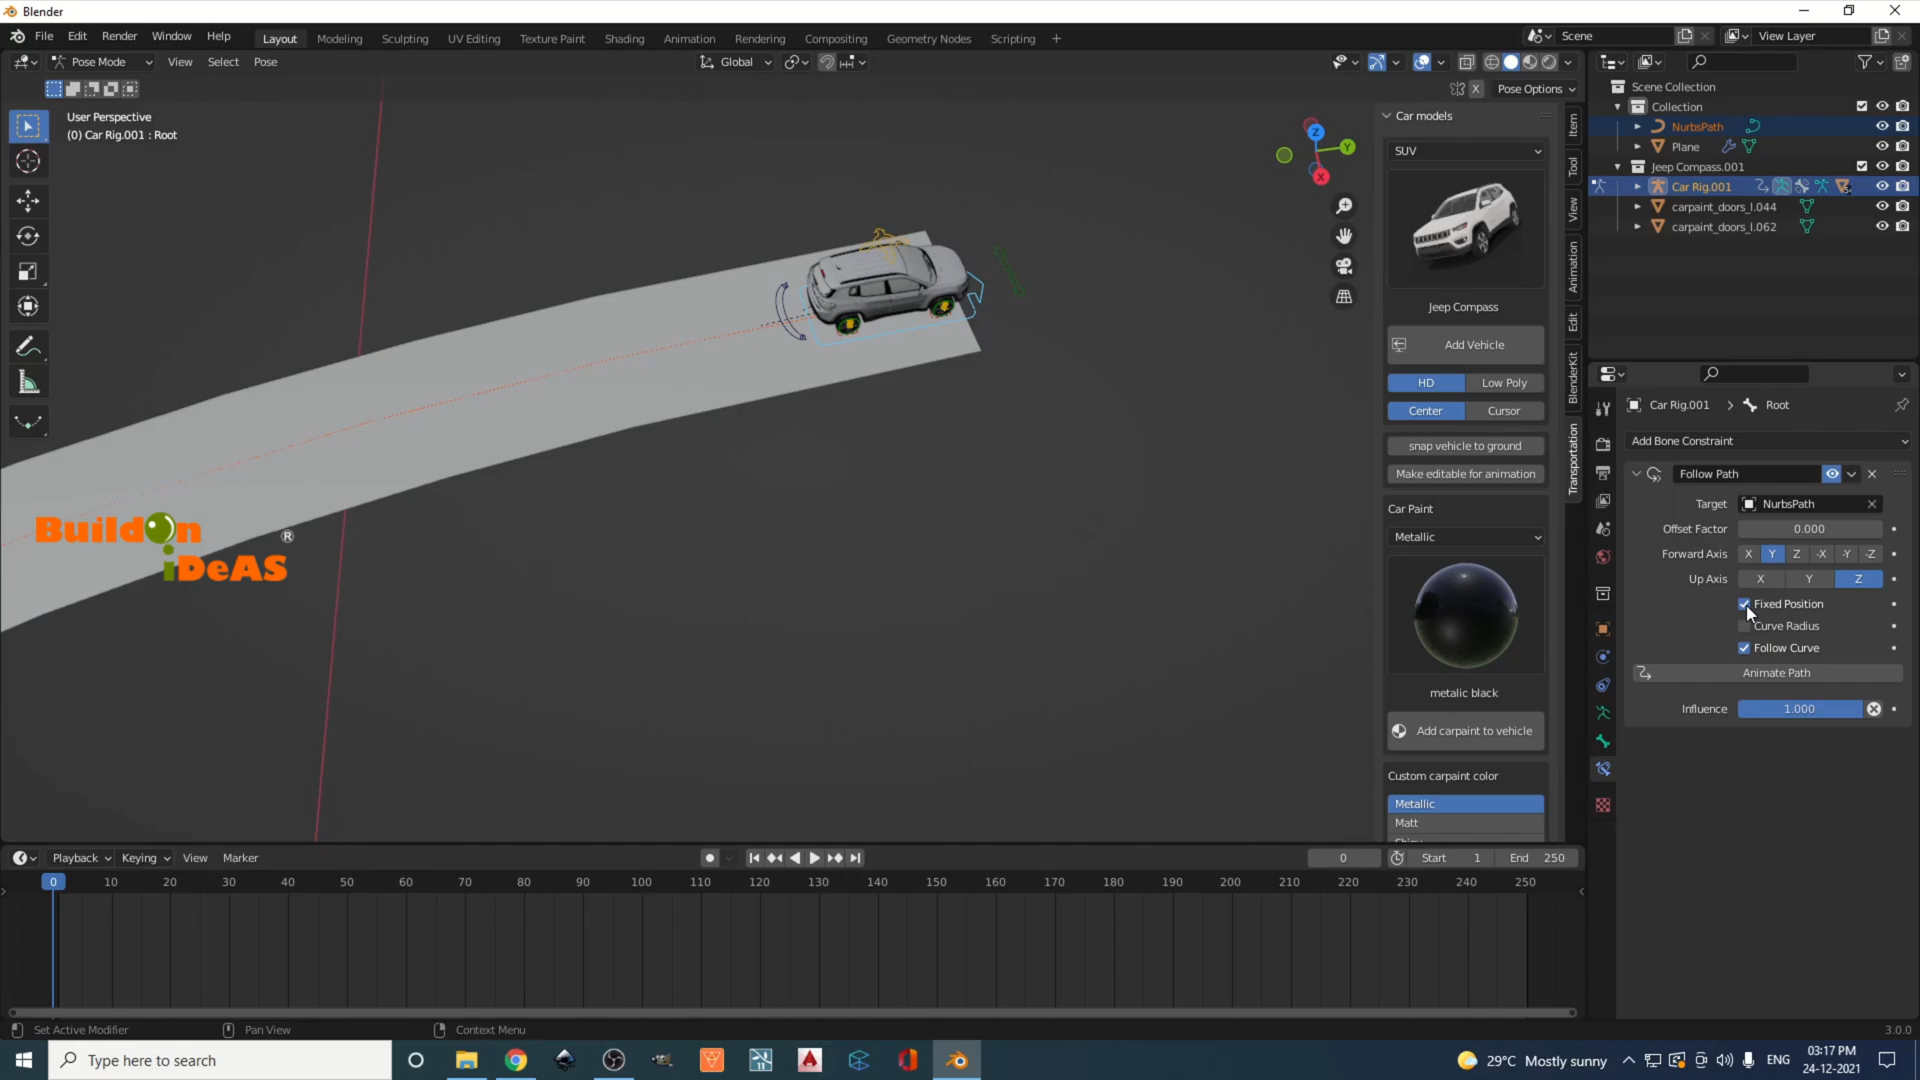 Blender
File Edit Render Window Help
Layout Modeling Sculpting UV Editing Texture Paint Shading Animation Rendering Compositing Geometry Nodes Scripting
Scene
View Layer
Pose Mode View Select Pose
Global
X Pose Options
User Perspective
(0) Car Rig.001 : Root
Z
Y
X
Car models
SUV
Jeep Compass
Add Vehicle
HD Low Poly
Center Cursor
snap vehicle to ground
Make editable for animation
Car Paint
Metallic
metalic black
Add carpaint to vehicle
Custom carpaint color
Metallic
Matt
Item
Tool
View
Animation
Edit
BlenderKit
Transportation
Scene Collection
Collection
NurbsPath
Plane
Jeep Compass.001
Car Rig.001
carpaint_doors_l.044
carpaint_doors_l.062
Car Rig.001 > Root
Add Bone Constraint
Follow Path
Target NurbsPath
Offset Factor 0.000
Forward Axis X Y Z -X -Y -Z
Up Axis X Y Z
Fixed Position
Curve Radius
Follow Curve
Animate Path
Influence 1.000
BuildOn
iDeAS
®
Playback Keying View Marker
0 Start 1 End 250
0 10 20 30 40 50 60 70 80 90 100 110 120 130 140 150 160 170 180 190 200 210 220 230 240 250
Set Active Modifier Pan View Context Menu
3.0.0
Type here to search
29°C Mostly sunny
ENG
03:17 PM
24-12-2021